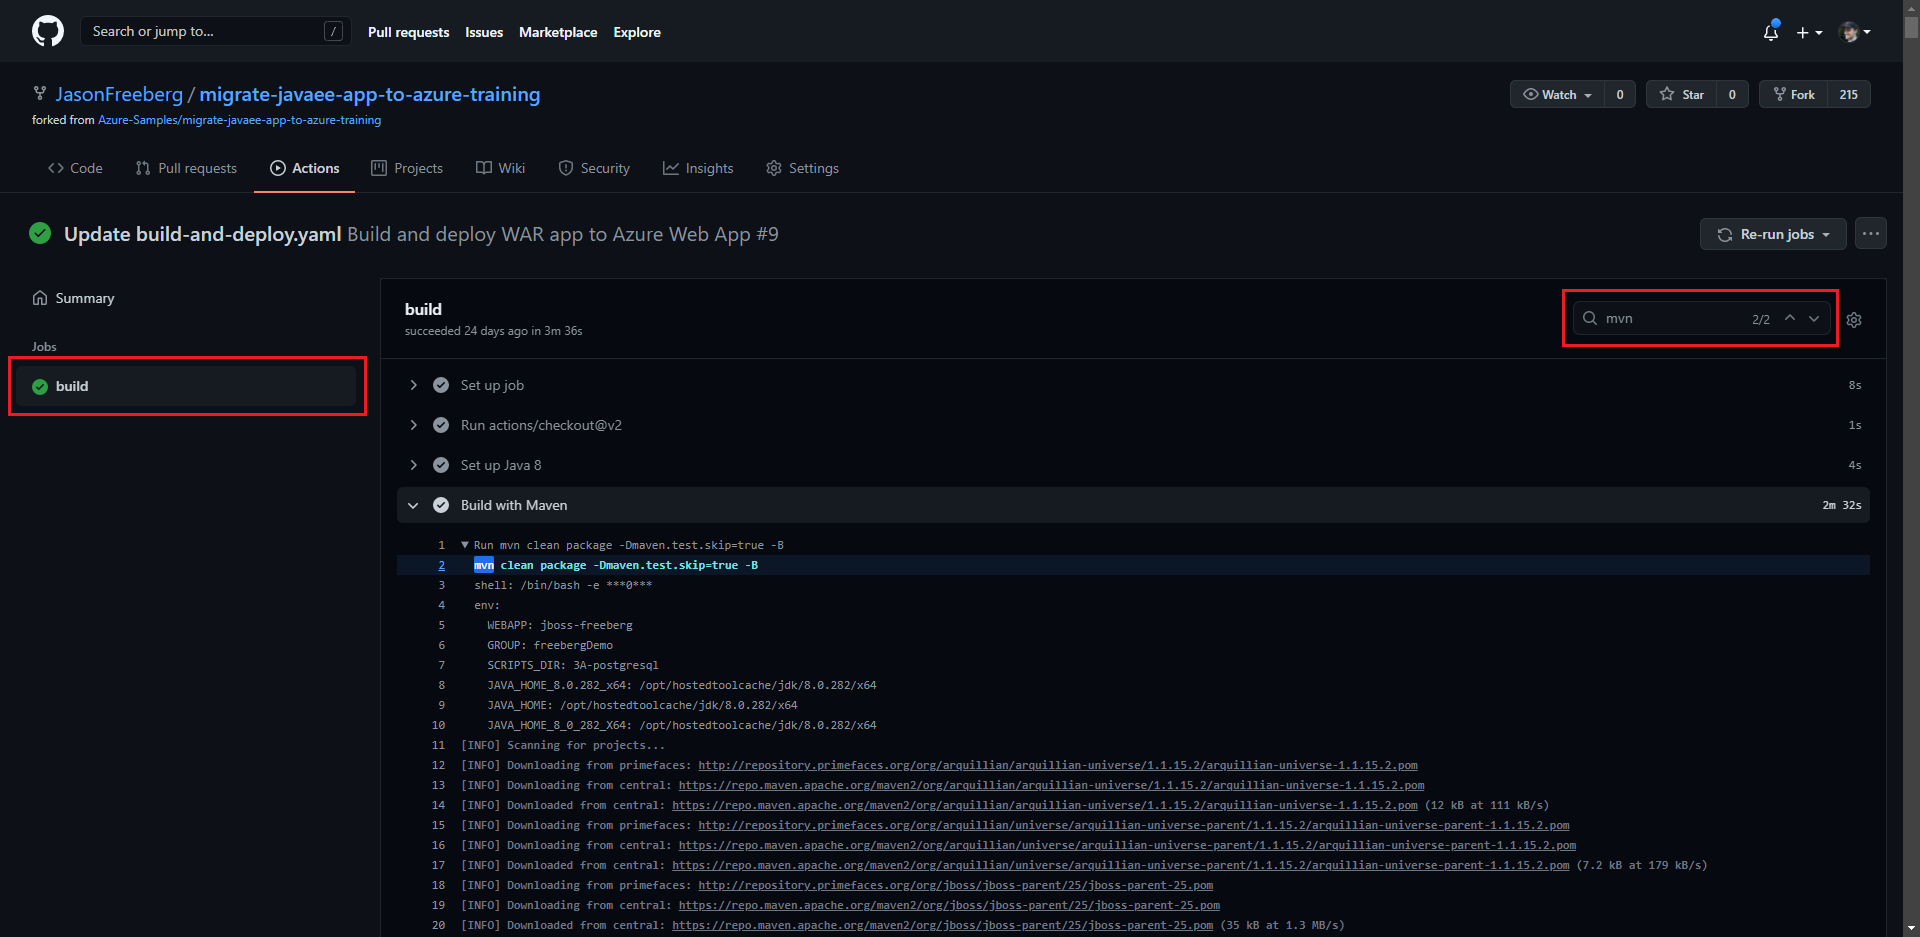 Search or jump to... /
Pull requests Issues Marketplace Explore
JasonFreeberg / migrate-javaee-app-to-azure-training
Watch 0 Star 0 Fork 215
forked from Azure-Samples/migrate-javaee-app-to-azure-training
Code Pull requests Actions Projects Wiki Security Insights Settings
Update build-and-deploy.yaml Build and deploy WAR app to Azure Web App #9
Re-run jobs ...
Summary
Jobs
build
build
succeeded 24 days ago in 3m 36s
mvn 2/2
Set up job 8s
Run actions/checkout@v2 1s
Set up Java 8 4s
Build with Maven 2m 32s
1 ▼ Run mvn clean package -Dmaven.test.skip=true -B
2 mvn clean package -Dmaven.test.skip=true -B
3 shell: /bin/bash -e ***0***
4 env:
5 WEBAPP: jboss-freeberg
6 GROUP: freebergDemo
7 SCRIPTS_DIR: 3A-postgresql
8 JAVA_HOME_8.0.282_x64: /opt/hostedtoolcache/jdk/8.0.282/x64
9 JAVA_HOME: /opt/hostedtoolcache/jdk/8.0.282/x64
10 JAVA_HOME_8_0_282_X64: /opt/hostedtoolcache/jdk/8.0.282/x64
11 [INFO] Scanning for projects...
12 [INFO] Downloading from primefaces: http://repository.primefaces.org/org/arquillian/arquillian-universe/1.1.15.2/arquillian-universe-1.1.15.2.pom
13 [INFO] Downloading from central: https://repo.maven.apache.org/maven2/org/arquillian/arquillian-universe/1.1.15.2/arquillian-universe-1.1.15.2.pom
14 [INFO] Downloaded from central: https://repo.maven.apache.org/maven2/org/arquillian/arquillian-universe/1.1.15.2/arquillian-universe-1.1.15.2.pom (12 kB at 111 kB/s)
15 [INFO] Downloading from primefaces: http://repository.primefaces.org/org/arquillian/universe/arquillian-universe-parent/1.1.15.2/arquillian-universe-parent-1.1.15.2.pom
16 [INFO] Downloading from central: https://repo.maven.apache.org/maven2/org/arquillian/universe/arquillian-universe-parent/1.1.15.2/arquillian-universe-parent-1.1.15.2.pom
17 [INFO] Downloaded from central: https://repo.maven.apache.org/maven2/org/arquillian/universe/arquillian-universe-parent/1.1.15.2/arquillian-universe-parent-1.1.15.2.pom (7.2 kB at 179 kB/s)
18 [INFO] Downloading from primefaces: http://repository.primefaces.org/org/jboss/jboss-parent/25/jboss-parent-25.pom
19 [INFO] Downloading from central: https://repo.maven.apache.org/maven2/org/jboss/jboss-parent/25/jboss-parent-25.pom
20 [INFO] Downloaded from central: https://repo.maven.apache.org/maven2/org/jboss/jboss-parent/25/jboss-parent-25.pom (35 kB at 1.3 MB/s)